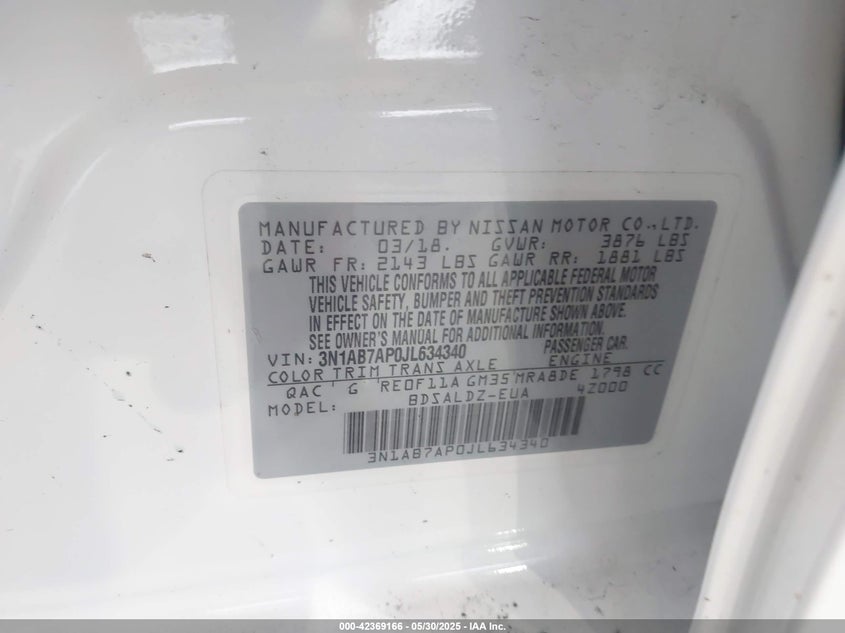 MANUFACTURED BY NISSAN MOTOR CO.,LTD.
DATE: 03/18. GVWR: 3876 LBS
GAWR FR: 2143 LBS GAWR RR: 1881 LBS
THIS VEHICLE CONFORMS TO ALL APPLICABLE FEDERAL MOTOR
VEHICLE SAFETY, BUMPER AND THEFT PREVENTION STANDARDS
IN EFFECT ON THE DATE OF MANUFACTURE SHOWN ABOVE.
SEE OWNER'S MANUAL FOR ADDITIONAL INFORMATION.
VIN: 3N1AB7AP0JL634340 PASSENGER CAR.
COLOR TRIM TRANS AXLE ENGINE
QAC G RE0F11A GM35 MRA8DE 1798 CC
MODEL: BDSALDZ-EUA 4Z000
3N1AB7AP0JL634340
000-42369166 - 05/30/2025 - IAA Inc.